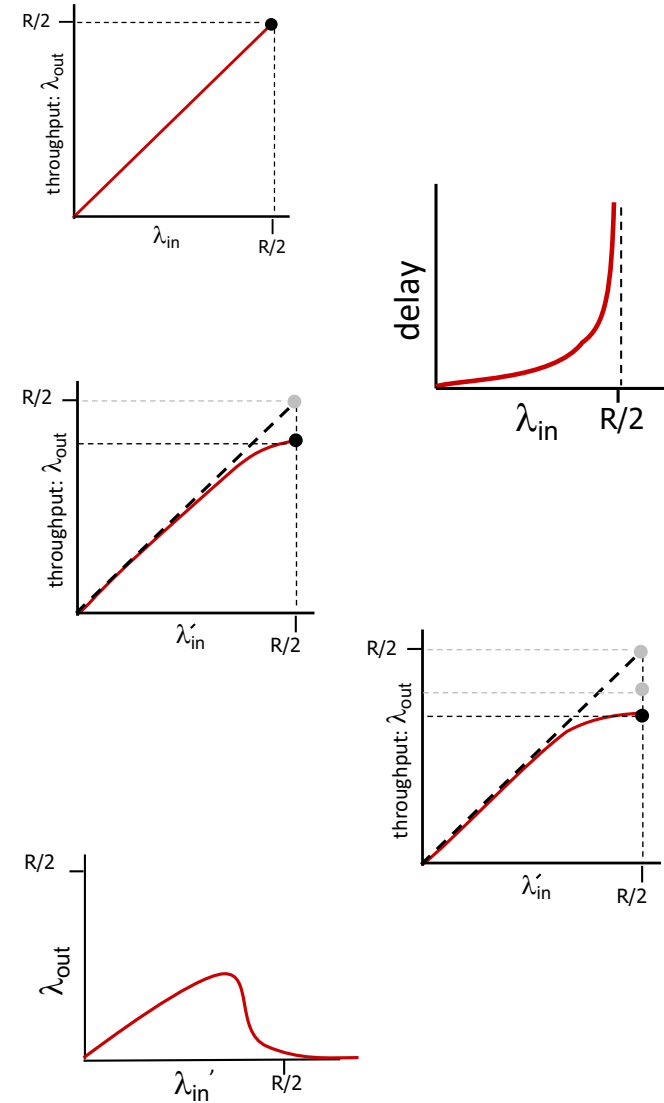 R/2
throughput: λout
λin
R/2
delay
λin
R/2
R/2
throughput: λout
λ′in
R/2
R/2
throughput: λout
λ′in
R/2
R/2
λout
λin′
R/2